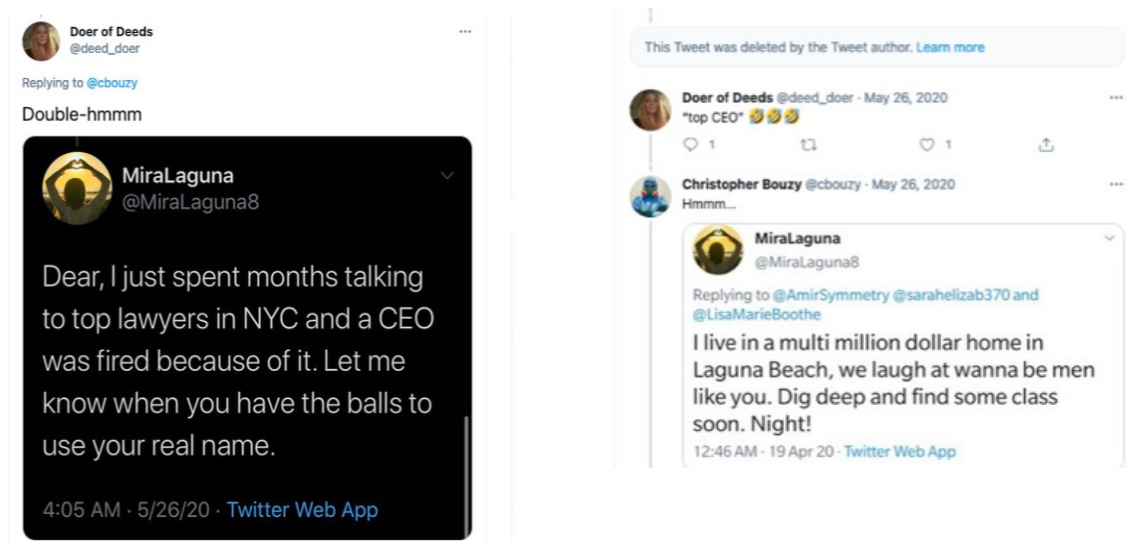 Doer of Deeds
@deed_doer
Replying to @cbouzy
Double-hmmm
MiraLaguna
@MiraLaguna8
Dear, I just spent months talking
to top lawyers in NYC and a CEO
was fired because of it. Let me
know when you have the balls to
use your real name.
4:05 AM · 5/26/20 · Twitter Web App
This Tweet was deleted by the Tweet author. Learn more
Doer of Deeds @deed_doer · May 26, 2020
"top CEO" 🤣🤣🤣
1 1
Christopher Bouzy @cbouzy · May 26, 2020
Hmmm...
MiraLaguna
@MiraLaguna8
Replying to @AmirSymmetry @sarahelizab370 and
@LisaMarieBoothe
I live in a multi million dollar home in
Laguna Beach, we laugh at wanna be men
like you. Dig deep and find some class
soon. Night!
12:46 AM · 19 Apr 20 · Twitter Web App